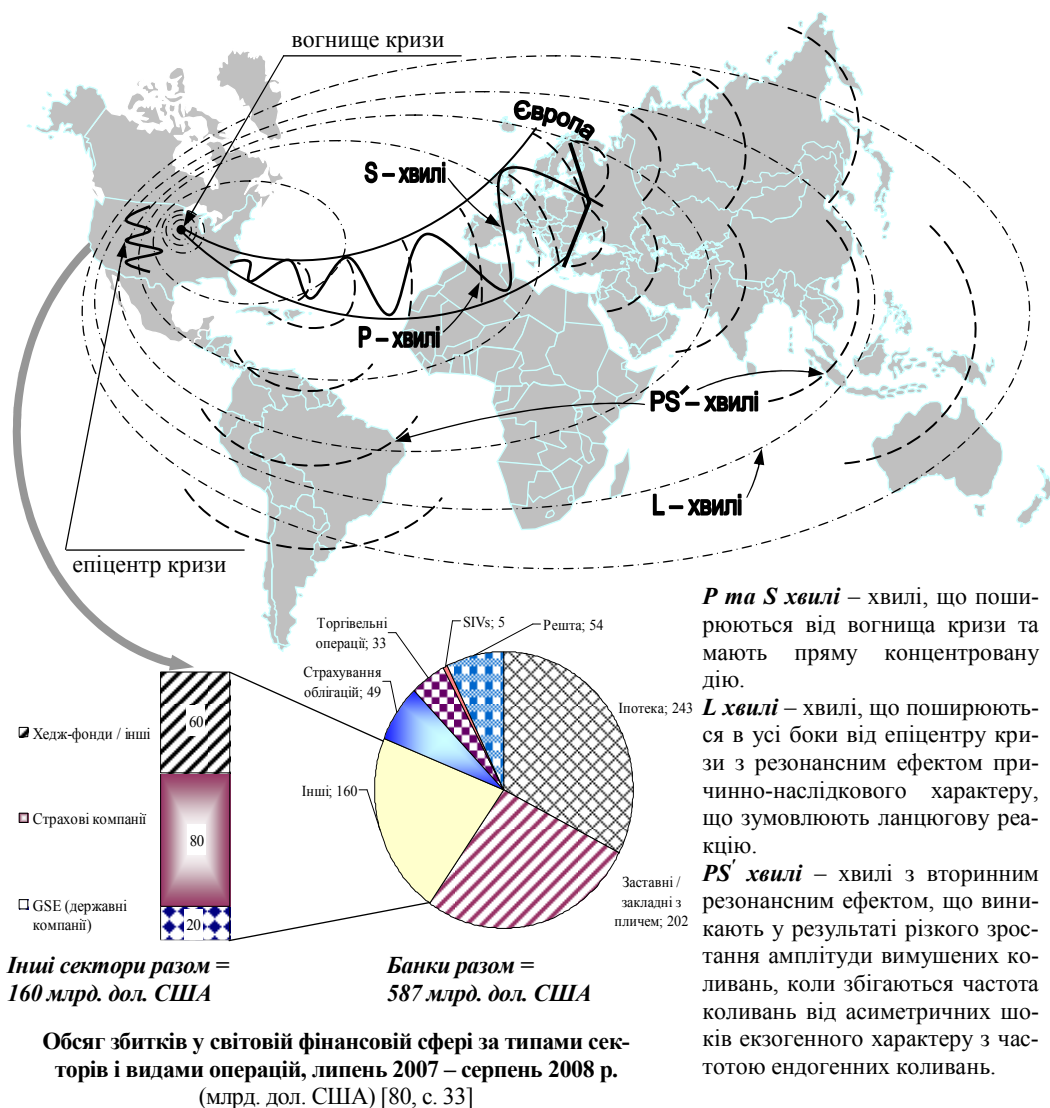 вогнище кризи
Європа
S – хвилі
P – хвилі
PS′ – хвилі
L – хвилі
епіцентр кризи
P та S хвилі – хвилі, що поши-
рюються від вогнища кризи та
мають пряму концентровану
дію.
L хвилі – хвилі, що поширюють-
ся в усі боки від епіцентру кри-
зи з резонансним ефектом при-
чинно-наслідкового характеру,
що зумовлюють ланцюгову реа-
кцію.
PS′ хвилі – хвилі з вторинним
резонансним ефектом, що вини-
кають у результаті різкого зрос-
тання амплітуди вимушених ко-
ливань, коли збігаються частота
коливань від асиметричних шо-
ків екзогенного характеру з час-
тотою ендогенних коливань.
Хедж-фонди / інші
Страхові компанії
GSE (державні
компанії)
60
80
20
Торгівельні
операції; 33
SIVs; 5
Решта; 54
Страхування
облігацій; 49
Іпотека; 243
Інші; 160
Заставні /
закладні з
пличем; 202
Інші сектори разом =
160 млрд. дол. США
Банки разом =
587 млрд. дол. США
Обсяг збитків у світовій фінансовій сфері за типами сек-
торів і видами операцій, липень 2007 – серпень 2008 р.
(млрд. дол. США) [80, с. 33]